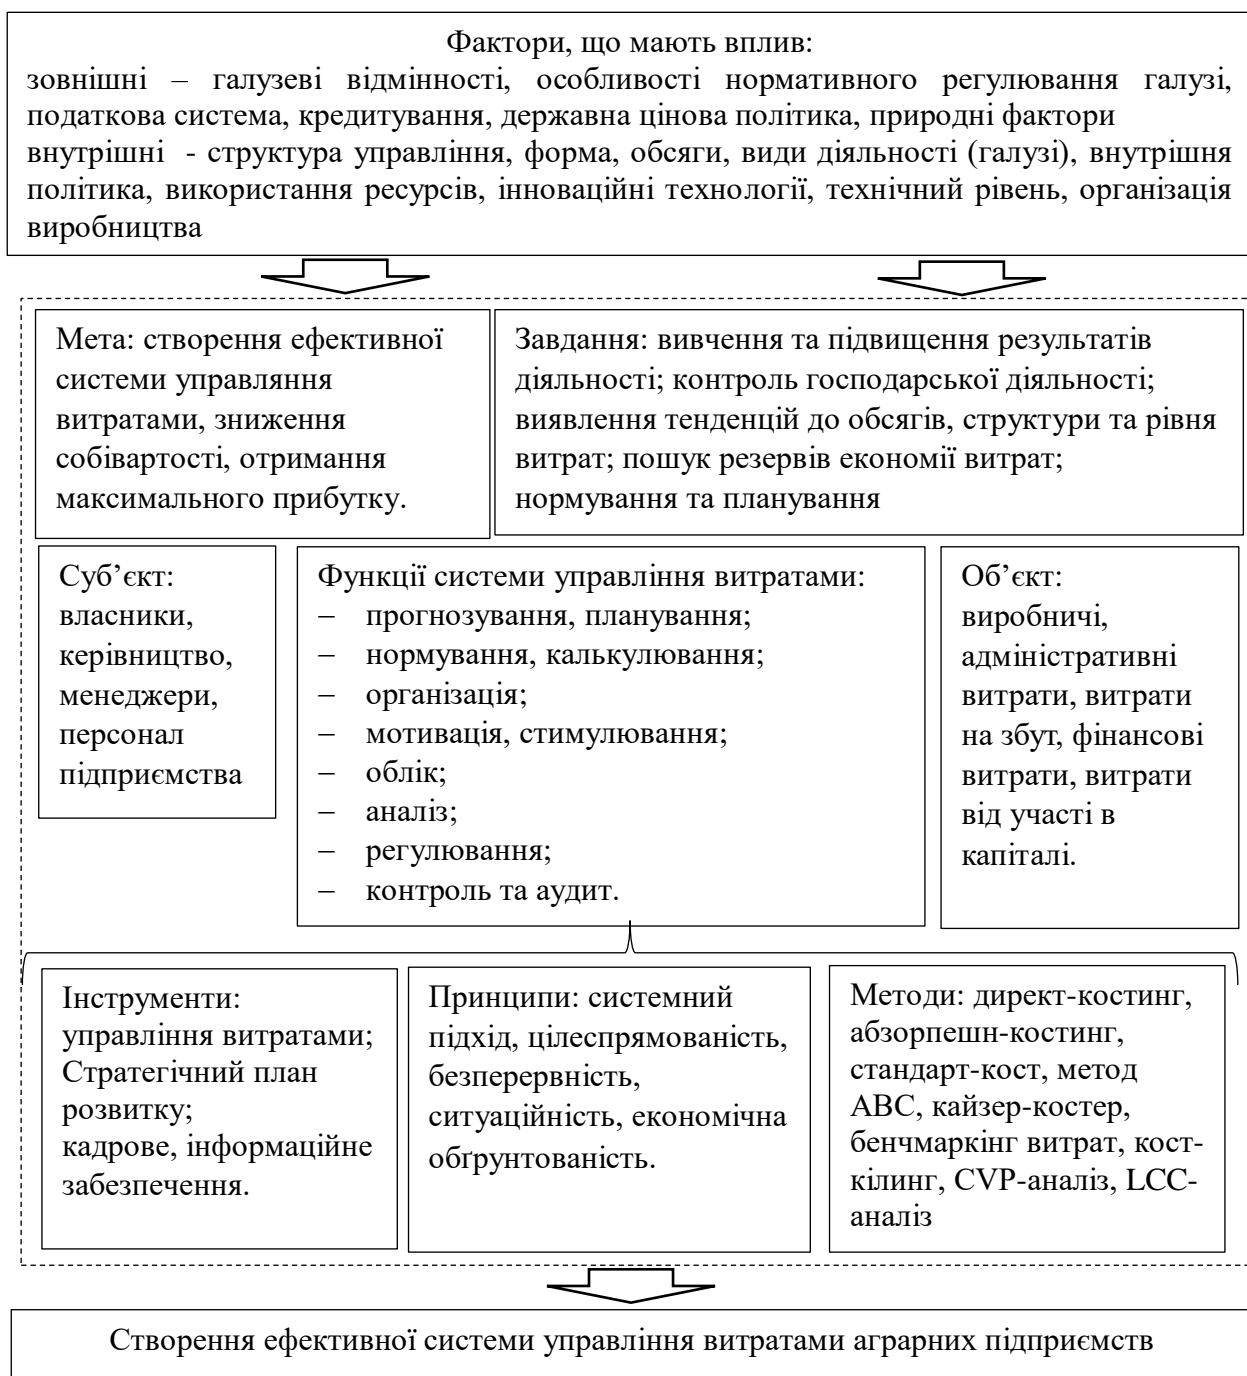 Фактори, що мають вплив:
зовнішні – галузеві відмінності, особливості нормативного регулювання галузі,
податкова система, кредитування, державна цінова політика, природні фактори
внутрішні - структура управління, форма, обсяги, види діяльності (галузі), внутрішня
політика, використання ресурсів, інноваційні технології, технічний рівень, організація
виробництва
Мета: створення ефективної
системи управляння
витратами, зниження
собівартості, отримання
максимального прибутку.
Завдання: вивчення та підвищення результатів
діяльності; контроль господарської діяльності;
виявлення тенденцій до обсягів, структури та рівня
витрат; пошук резервів економії витрат;
нормування та планування
Суб’єкт:
власники,
керівництво,
менеджери,
персонал
підприємства
Функції системи управління витратами:
– прогнозування, планування;
– нормування, калькулювання;
– організація;
– мотивація, стимулювання;
– облік;
– аналіз;
– регулювання;
– контроль та аудит.
Об’єкт:
виробничі,
адміністративні
витрати, витрати
на збут, фінансові
витрати, витрати
від участі в
капіталі.
Інструменти:
управління витратами;
Стратегічний план
розвитку;
кадрове, інформаційне
забезпечення.
Принципи: системний
підхід, цілеспрямованість,
безперервність,
ситуаційність, економічна
обґрунтованість.
Методи: директ-костинг,
абзорпешн-костинг,
стандарт-кост, метод
АВС, кайзер-костер,
бенчмаркінг витрат, кост-
кілинг, CVP-аналіз, LCC-
аналіз
Створення ефективної системи управління витратами аграрних підприємств